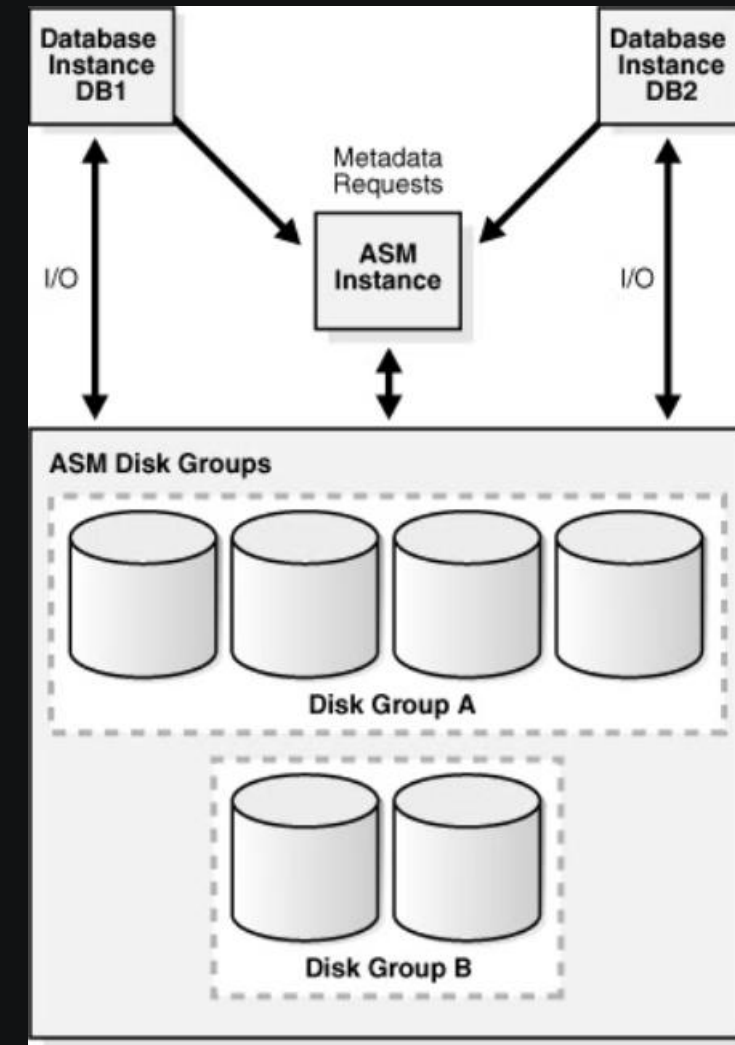 Database
Instance
DB1
Database
Instance
DB2
Metadata
Requests
ASM
Instance
I/O
I/O
ASM Disk Groups
Disk Group A
Disk Group B